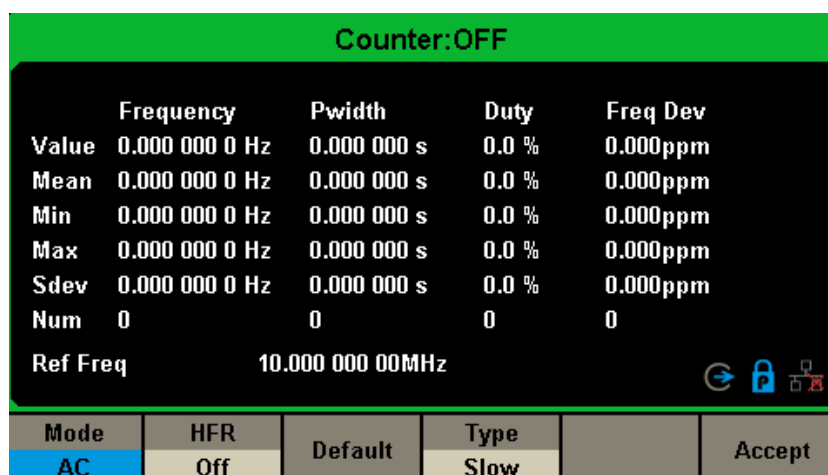 Counter:OFF
Frequency Pwidth Duty Freq Dev
Value 0.000 000 0 Hz 0.000 000 s 0.0 % 0.000ppm
Mean 0.000 000 0 Hz 0.000 000 s 0.0 % 0.000ppm
Min 0.000 000 0 Hz 0.000 000 s 0.0 % 0.000ppm
Max 0.000 000 0 Hz 0.000 000 s 0.0 % 0.000ppm
Sdev 0.000 000 0 Hz 0.000 000 s 0.0 % 0.000ppm
Num 0 0 0 0
Ref Freq 10.000 000 00MHz
P
Mode HFR Default Type Accept
AC Off Slow